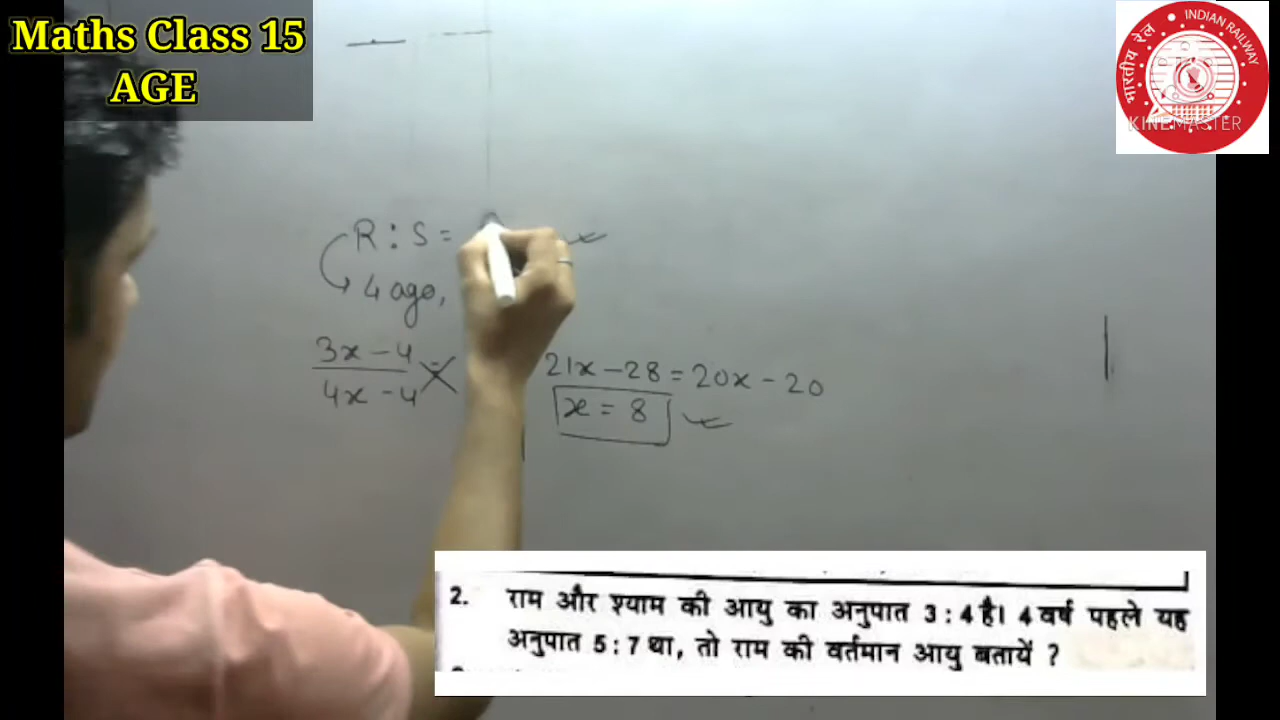 Maths Class 15
AGE
INDIAN RAILWAY
भारतीय रेल
KINEMASTER
R : S =
4 ago,
3x - 4 =
4x - 4
21x - 28 = 20x - 20
x = 8
2. राम और श्याम की आयु का अनुपात 3 : 4 है। 4 वर्ष पहले यह
अनुपात 5 : 7 था, तो राम की वर्तमान आयु बतायें ?